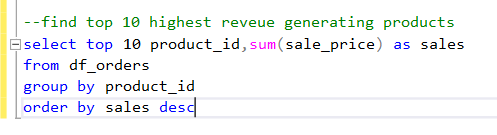 --find top 10 highest reveue generating products
select top 10 product_id,sum(sale_price) as sales
from df_orders
group by product_id
order by sales desc